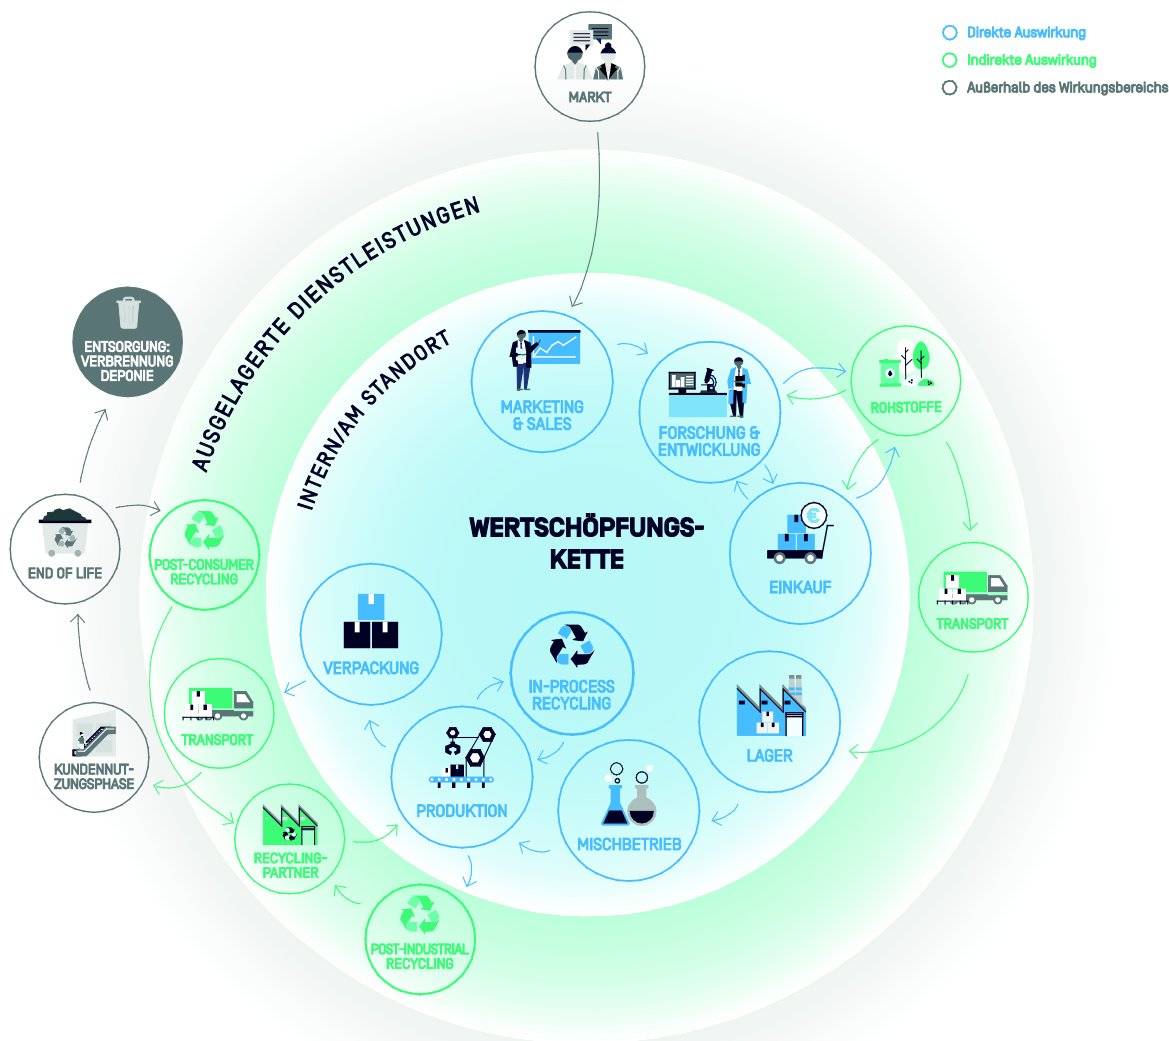 Direkte Auswirkung
Indirekte Auswirkung
Außerhalb des Wirkungsbereichs
MARKT
AUSGELAGERTE DIENSTLEISTUNGEN
INTERN/AM STANDORT
ENTSORGUNG:
VERBRENNUNG
DEPONIE
MARKETING
& SALES
FORSCHUNG &
ENTWICKLUNG
ROHSTOFFE
WERTSCHÖPFUNGS-
KETTE
END OF LIFE
POST-CONSUMER
RECYCLING
€
EINKAUF
TRANSPORT
VERPACKUNG
IN-PROCESS
RECYCLING
LAGER
TRANSPORT
KUNDENNUT-
ZUNGSPHASE
PRODUKTION
MISCHBETRIEB
RECYCLING-
PARTNER
POST-INDUSTRIAL
RECYCLING